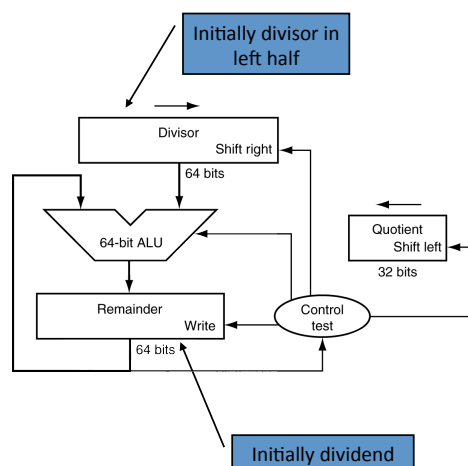 Initially divisor in
left half
Divisor
Shift right
64 bits
64-bit ALU
Quotient
Shift left
32 bits
Remainder
Write
Control
test
64 bits
Initially dividend